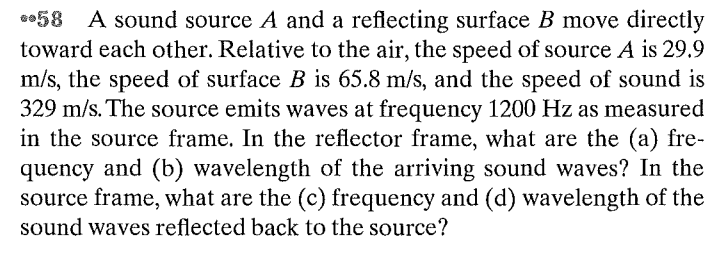 ••58 A sound source A and a reflecting surface B move directly
toward each other. Relative to the air, the speed of source A is 29.9
m/s, the speed of surface B is 65.8 m/s, and the speed of sound is
329 m/s. The source emits waves at frequency 1200 Hz as measured
in the source frame. In the reflector frame, what are the (a) fre-
quency and (b) wavelength of the arriving sound waves? In the
source frame, what are the (c) frequency and (d) wavelength of the
sound waves reflected back to the source?